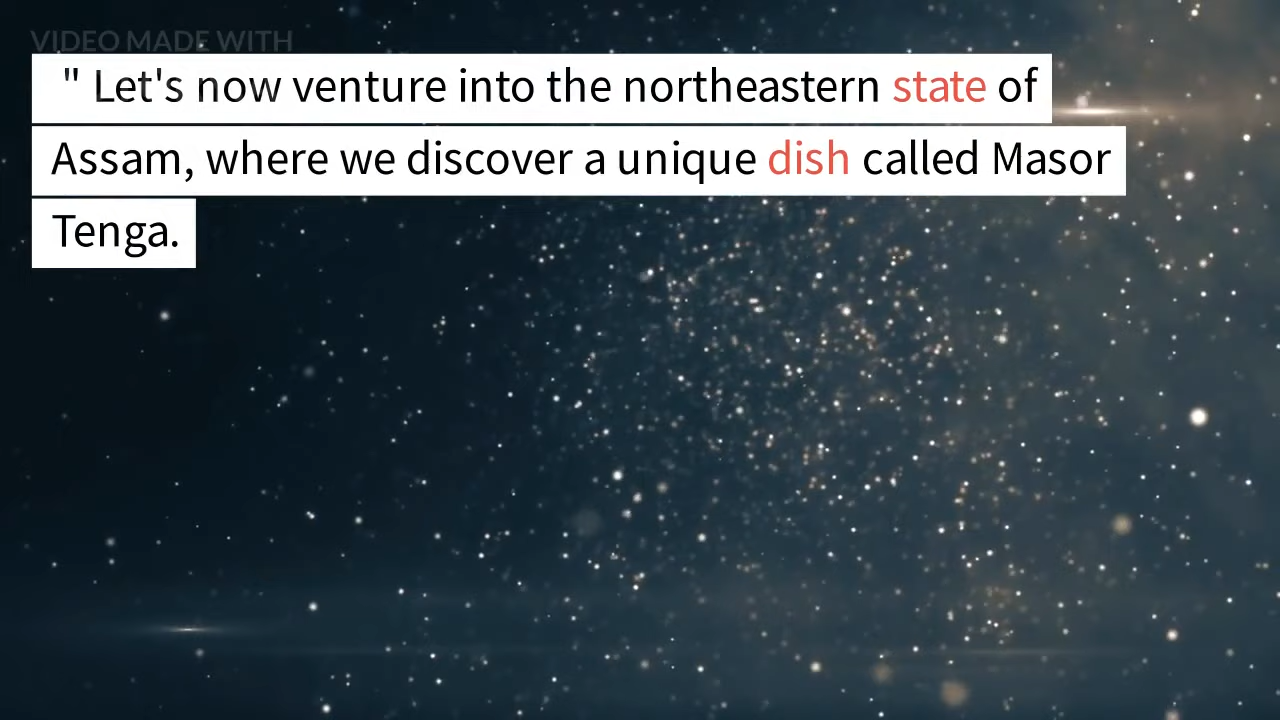 VIDEO MADE WITH
" Let's now venture into the northeastern state of
Assam, where we discover a unique dish called Masor
Tenga.